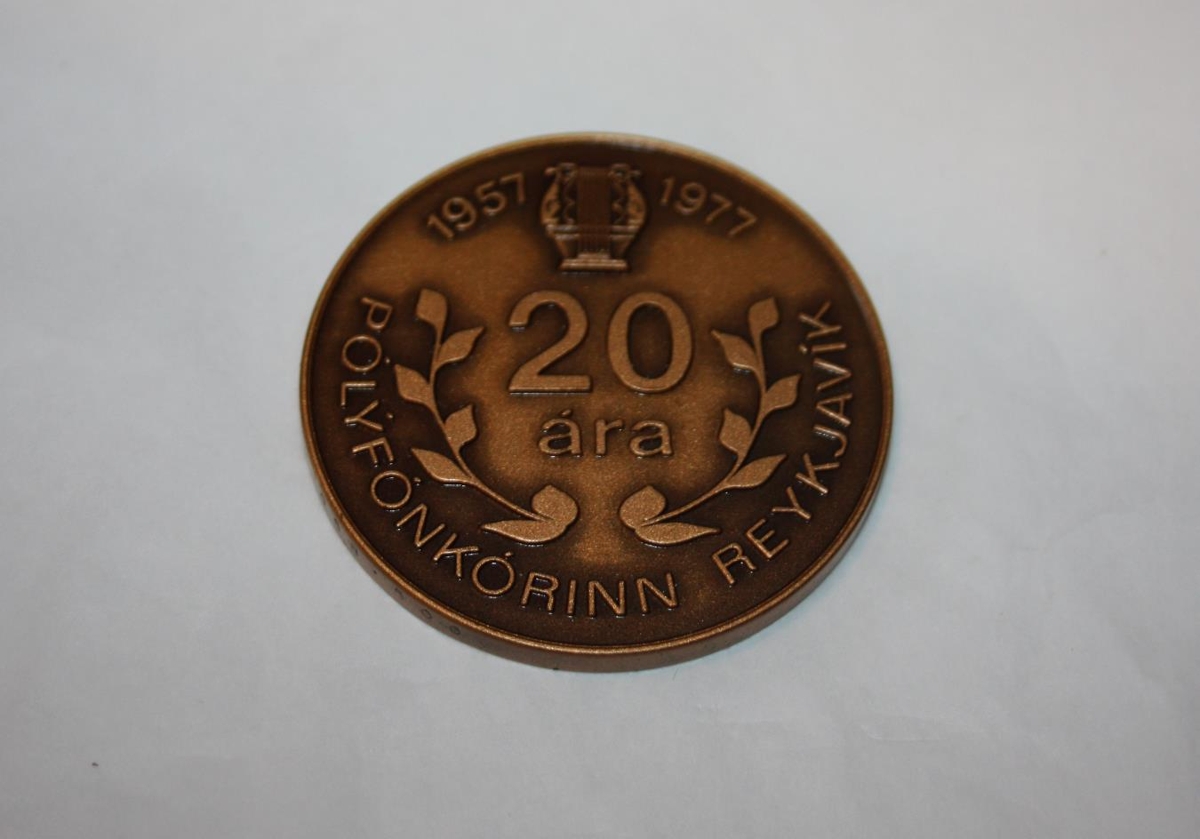 1957 1977
20
ára
PÓLÝFÓNKÓRINN REYKJAVÍK